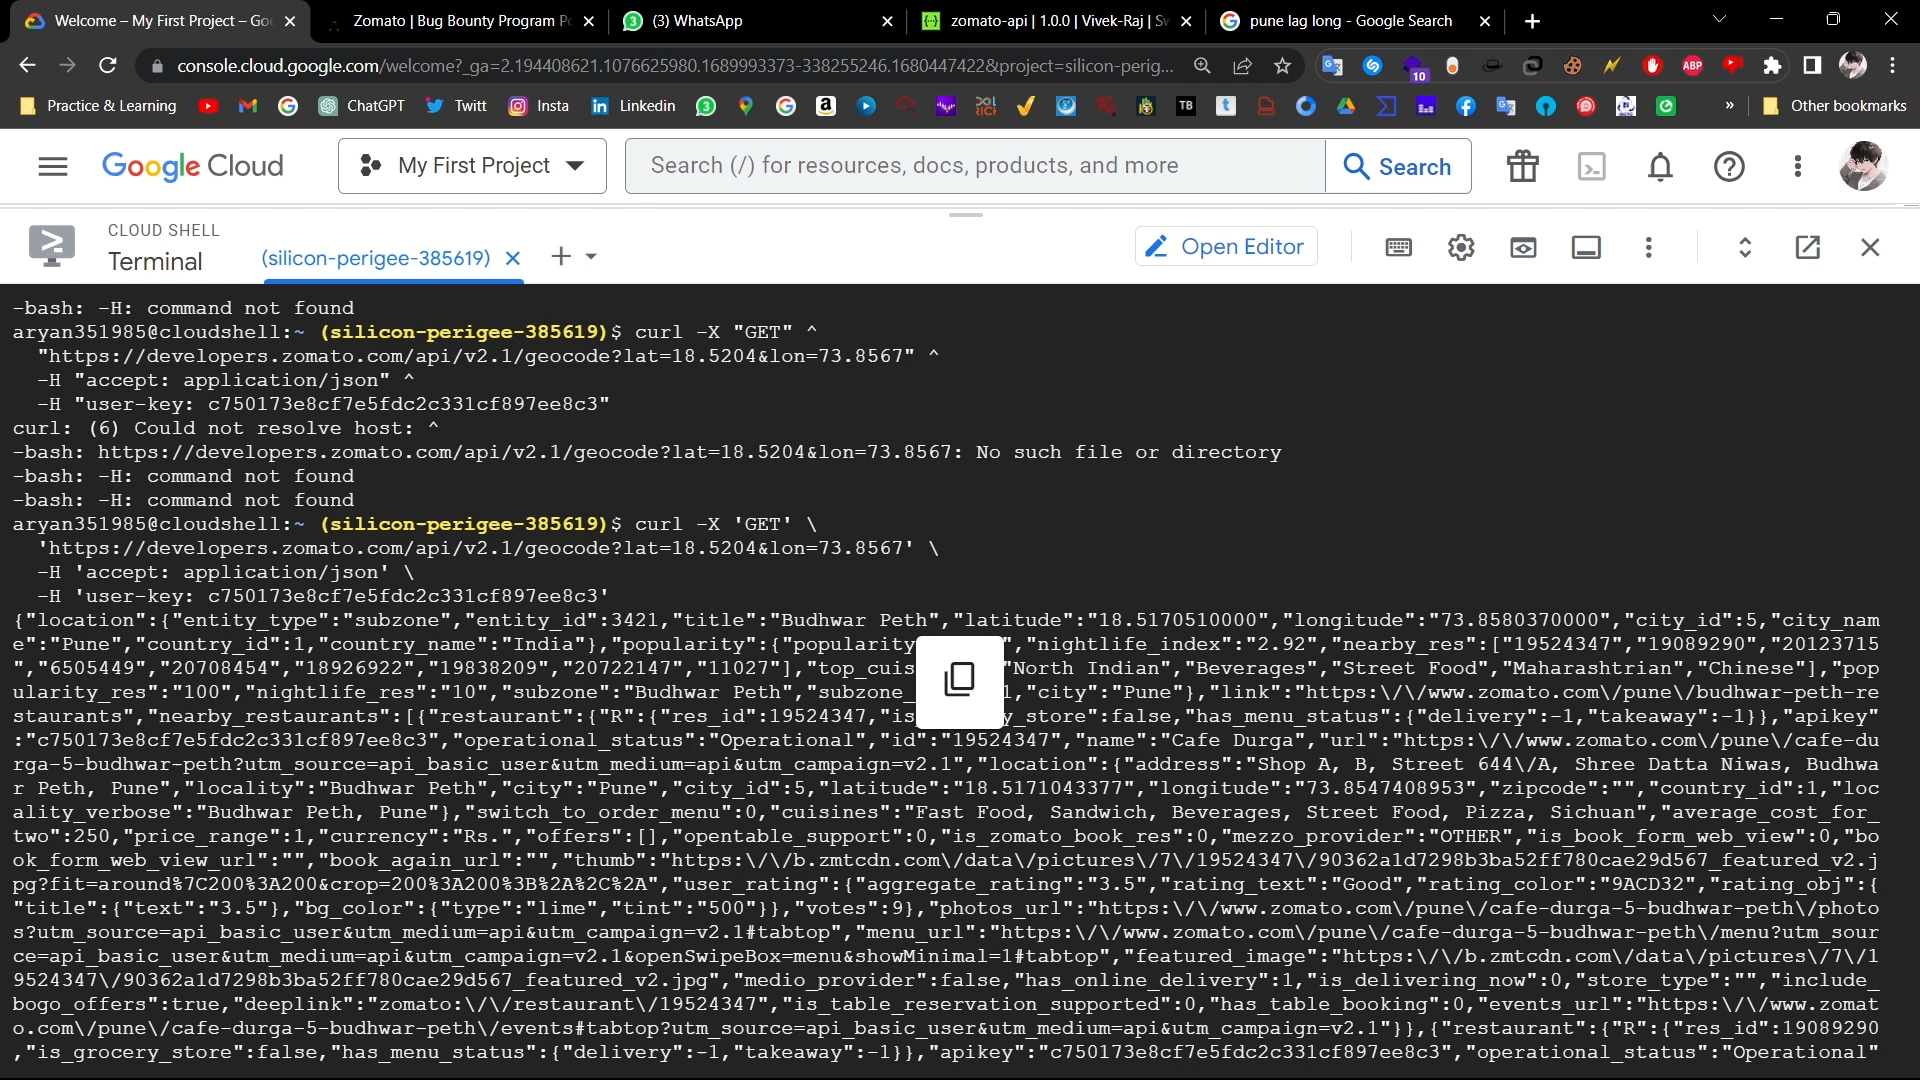 Welcome – My First Project – Goo
Zomato | Bug Bounty Program Po
(3) WhatsApp
zomato-api | 1.0.0 | Vivek-Raj | Sw
pune lag long - Google Search
console.cloud.google.com/welcome?_ga=2.194408621.1076625980.1689993373-338255246.1680447422&project=silicon-perig...
10
ABP
Practice & Learning
ChatGPT
Twitt
Insta
Linkedin
TB
»
Other bookmarks
Google Cloud
My First Project
Search (/) for resources, docs, products, and more
Search
CLOUD SHELL
Terminal
(silicon-perigee-385619)
Open Editor
-bash: -H: command not found
aryan351985@cloudshell:~ (silicon-perigee-385619)$ curl -X "GET" ^
"https://developers.zomato.com/api/v2.1/geocode?lat=18.5204&lon=73.8567" ^
-H "accept: application/json" ^
-H "user-key: c750173e8cf7e5fdc2c331cf897ee8c3"
curl: (6) Could not resolve host: ^
-bash: https://developers.zomato.com/api/v2.1/geocode?lat=18.5204&lon=73.8567: No such file or directory
-bash: -H: command not found
-bash: -H: command not found
aryan351985@cloudshell:~ (silicon-perigee-385619)$ curl -X 'GET' \
'https://developers.zomato.com/api/v2.1/geocode?lat=18.5204&lon=73.8567' \
-H 'accept: application/json' \
-H 'user-key: c750173e8cf7e5fdc2c331cf897ee8c3'
{"location":{"entity_type":"subzone","entity_id":3421,"title":"Budhwar Peth","latitude":"18.5170510000","longitude":"73.8580370000","city_id":5,"city_nam
e":"Pune","country_id":1,"country_name":"India"},"popularity":{"popularity ","nightlife_index":"2.92","nearby_res":["19524347","19089290","20123715
","6505449","20708454","18926922","19838209","20722147","11027"],"top_cuis "North Indian","Beverages","Street Food","Maharashtrian","Chinese"],"pop
ularity_res":"100","nightlife_res":"10","subzone":"Budhwar Peth","subzone_ 1,"city":"Pune"},"link":"https:\/\/www.zomato.com\/pune\/budhwar-peth-re
staurants","nearby_restaurants":[{"restaurant":{"R":{"res_id":19524347,"is y_store":false,"has_menu_status":{"delivery":-1,"takeaway":-1}},"apikey"
:"c750173e8cf7e5fdc2c331cf897ee8c3","operational_status":"Operational","id":"19524347","name":"Cafe Durga","url":"https:\/\/www.zomato.com\/pune\/cafe-du
rga-5-budhwar-peth?utm_source=api_basic_user&utm_medium=api&utm_campaign=v2.1","location":{"address":"Shop A, B, Street 644\/A, Shree Datta Niwas, Budhwa
r Peth, Pune","locality":"Budhwar Peth","city":"Pune","city_id":5,"latitude":"18.5171043377","longitude":"73.8547408953","zipcode":"","country_id":1,"loc
ality_verbose":"Budhwar Peth, Pune"},"switch_to_order_menu":0,"cuisines":"Fast Food, Sandwich, Beverages, Street Food, Pizza, Sichuan","average_cost_for_
two":250,"price_range":1,"currency":"Rs.","offers":[],"opentable_support":0,"is_zomato_book_res":0,"mezzo_provider":"OTHER","is_book_form_web_view":0,"bo
ok_form_web_view_url":"","book_again_url":"","thumb":"https:\/\/b.zmtcdn.com\/data\/pictures\/7\/19524347\/90362a1d7298b3ba52ff780cae29d567_featured_v2.j
pg?fit=around%7C200%3A200&crop=200%3A200%3B%2A%2C%2A","user_rating":{"aggregate_rating":"3.5","rating_text":"Good","rating_color":"9ACD32","rating_obj":{
"title":{"text":"3.5"},"bg_color":{"type":"lime","tint":"500"}},"votes":9},"photos_url":"https:\/\/www.zomato.com\/pune\/cafe-durga-5-budhwar-peth\/photo
s?utm_source=api_basic_user&utm_medium=api&utm_campaign=v2.1#tabtop","menu_url":"https:\/\/www.zomato.com\/pune\/cafe-durga-5-budhwar-peth\/menu?utm_sour
ce=api_basic_user&utm_medium=api&utm_campaign=v2.1&openSwipeBox=menu&showMinimal=1#tabtop","featured_image":"https:\/\/b.zmtcdn.com\/data\/pictures\/7\/1
9524347\/90362a1d7298b3ba52ff780cae29d567_featured_v2.jpg","medio_provider":false,"has_online_delivery":1,"is_delivering_now":0,"store_type":"","include_
bogo_offers":true,"deeplink":"zomato:\/\/restaurant\/19524347","is_table_reservation_supported":0,"has_table_booking":0,"events_url":"https:\/\/www.zomat
o.com\/pune\/cafe-durga-5-budhwar-peth\/events#tabtop?utm_source=api_basic_user&utm_medium=api&utm_campaign=v2.1"}},{"restaurant":{"R":{"res_id":19089290
,"is_grocery_store":false,"has_menu_status":{"delivery":-1,"takeaway":-1}},"apikey":"c750173e8cf7e5fdc2c331cf897ee8c3","operational_status":"Operational"